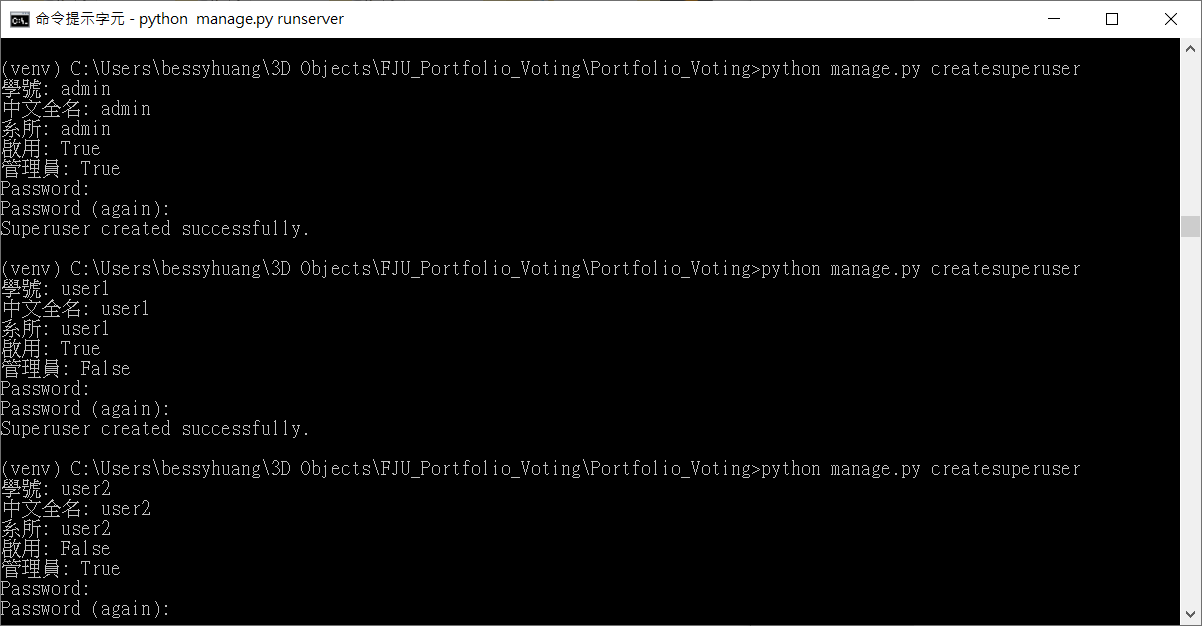 命令提示字元 - python  manage.py runserver
(venv) C:\Users\bessyhuang\3D Objects\FJU_Portfolio_Voting\Portfolio_Voting>python manage.py createsuperuser
學號: admin
中文全名: admin
系所: admin
啟用: True
管理員: True
Password:
Password (again):
Superuser created successfully.
(venv) C:\Users\bessyhuang\3D Objects\FJU_Portfolio_Voting\Portfolio_Voting>python manage.py createsuperuser
學號: user1
中文全名: user1
系所: user1
啟用: True
管理員: False
Password:
Password (again):
Superuser created successfully.
(venv) C:\Users\bessyhuang\3D Objects\FJU_Portfolio_Voting\Portfolio_Voting>python manage.py createsuperuser
學號: user2
中文全名: user2
系所: user2
啟用: False
管理員: True
Password:
Password (again):